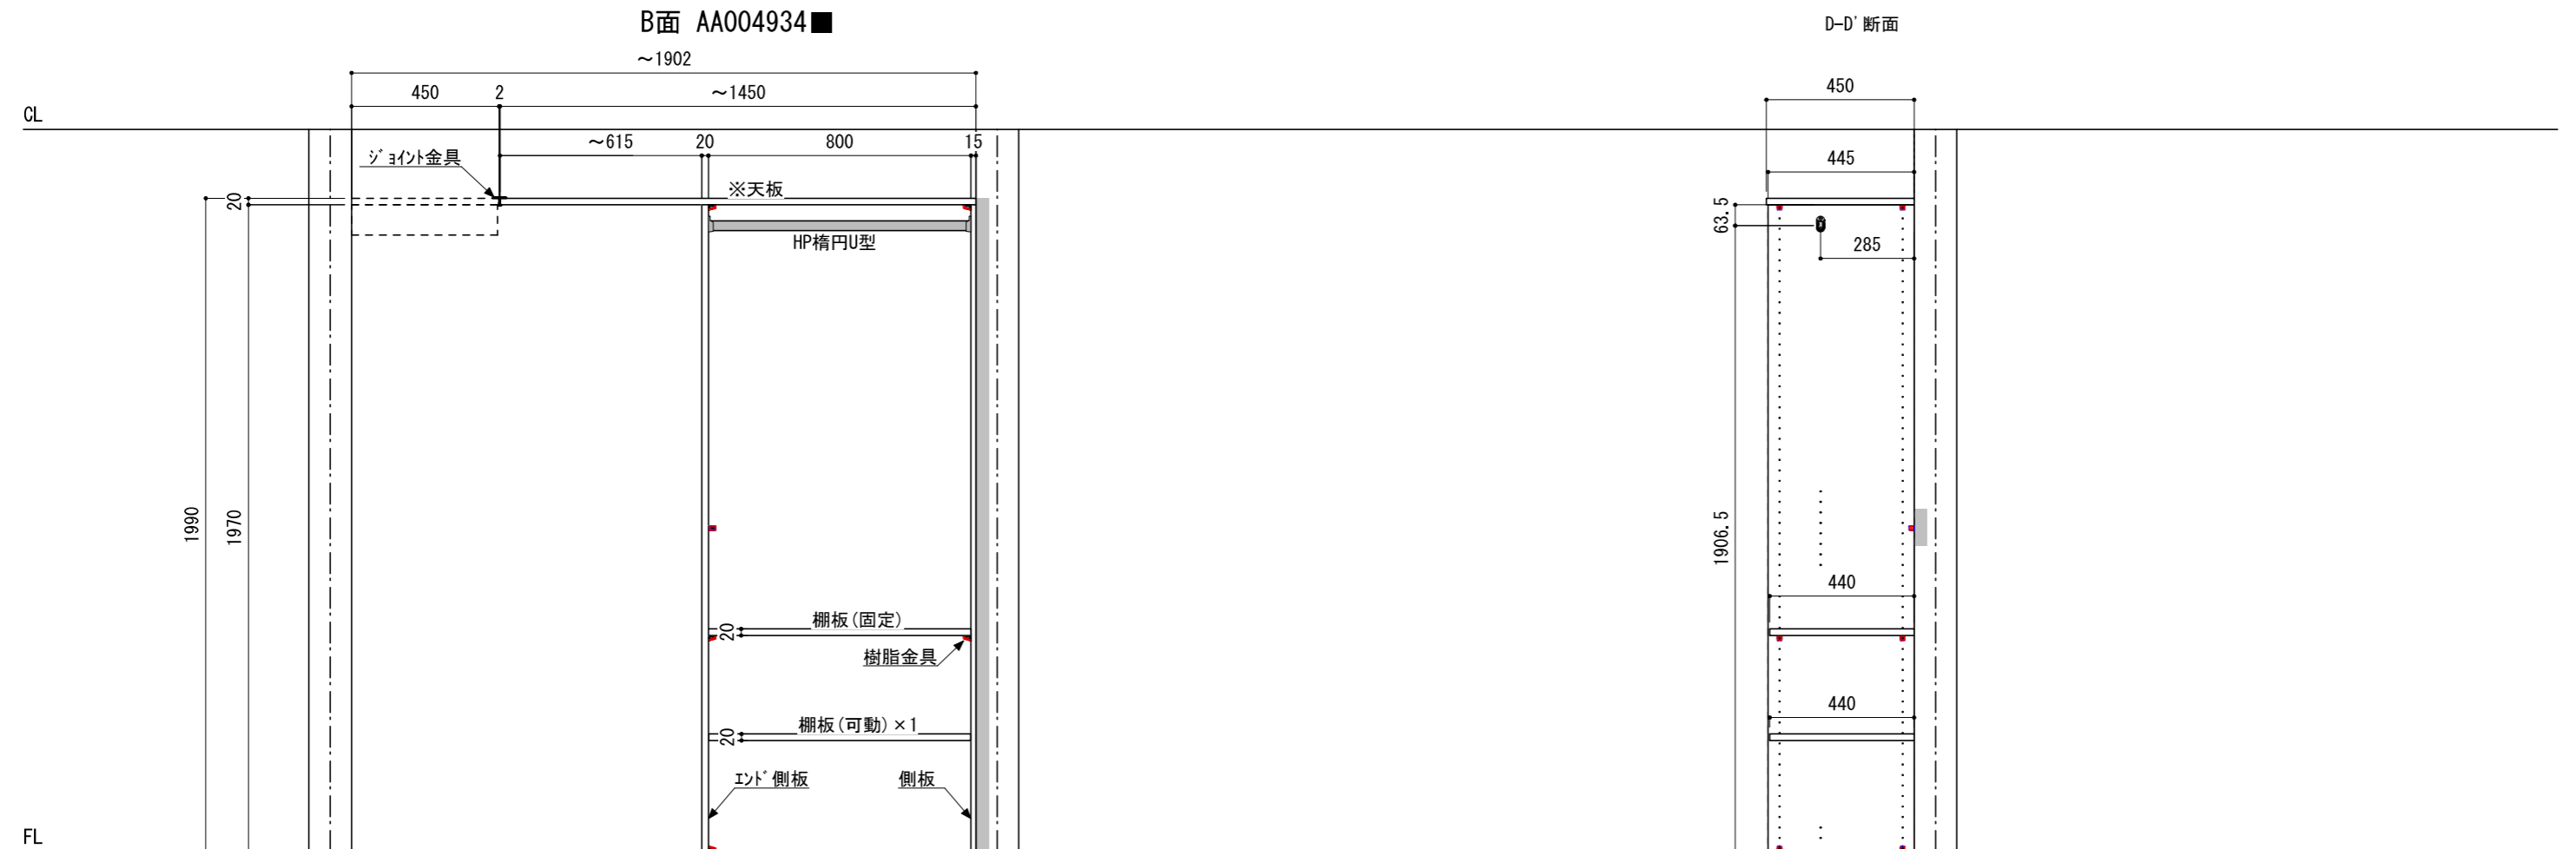 B面 AA004934■
D-D'断面
～1902
450 2 ～1450
450
CL
～615 20 800 15
445
ｼﾞｮｲﾝﾄ金具
※天板
20
63.5
HP楕円U型
285
1990
1970
1906.5
440
棚板(固定)
20
樹脂金具
440
棚板(可動)×1
20
ｴﾝﾄﾞ側板
側板
FL